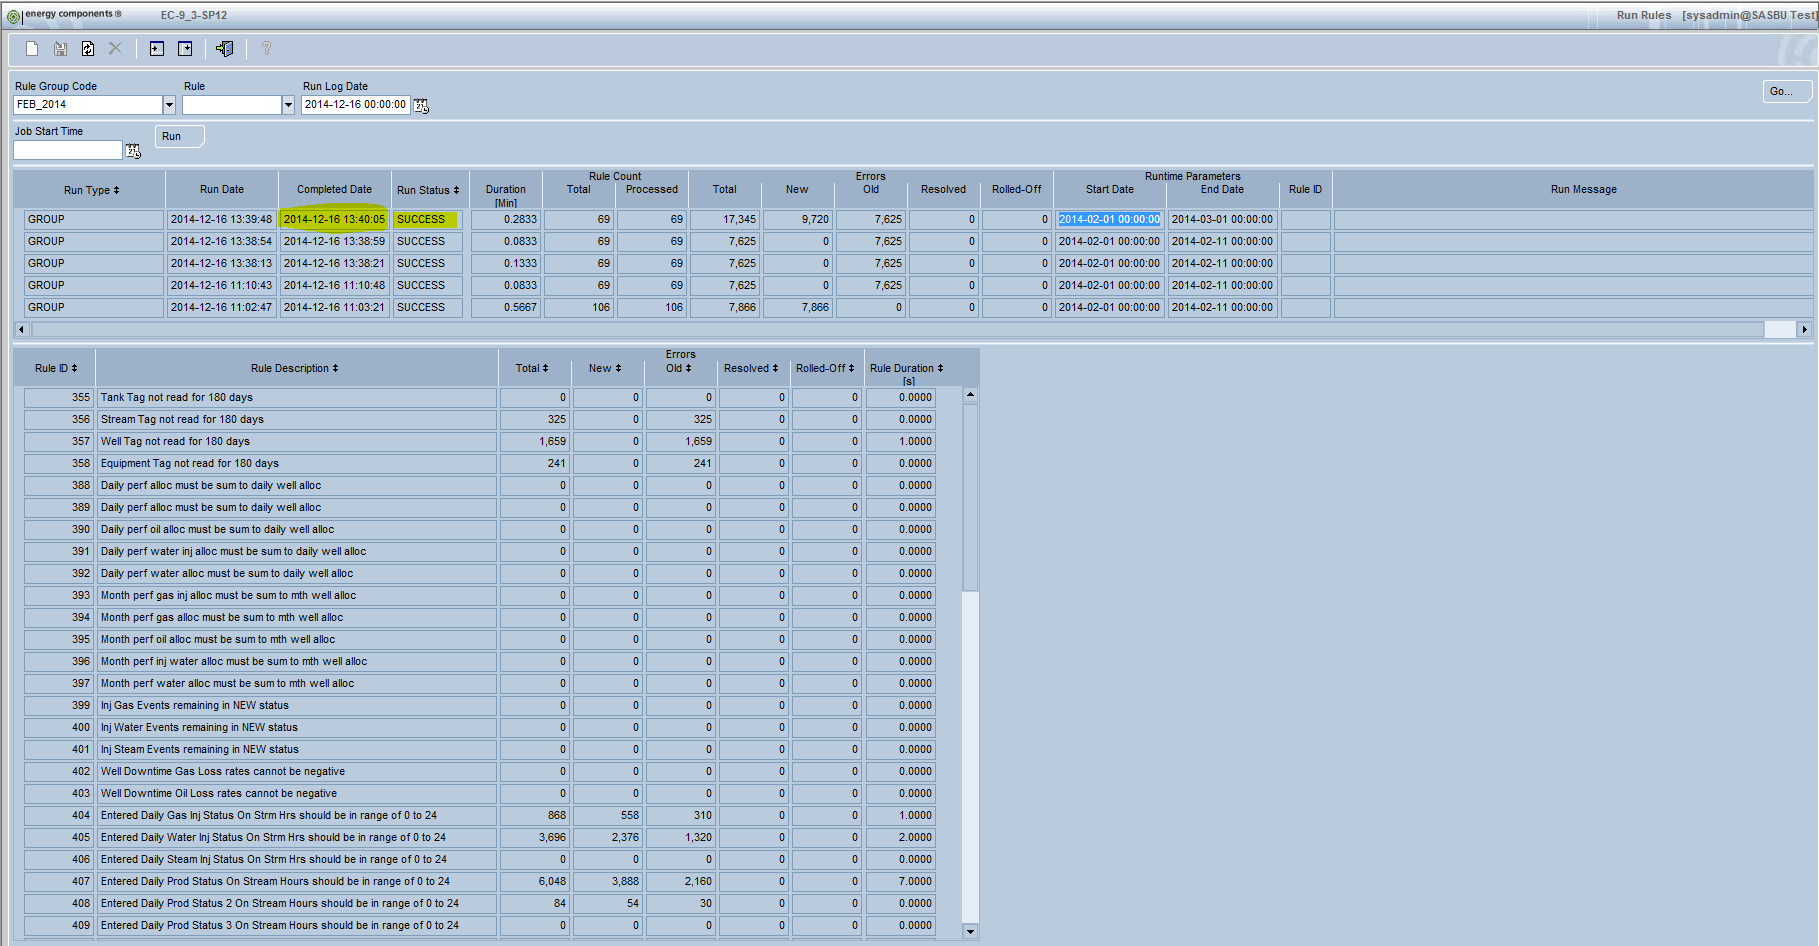 energy components ® EC-9_3-SP12 Run Rules [sysadmin@SASBU Test]
Rule Group Code Rule Run Log Date
FEB_2014 2014-12-16 00:00:00 Go...
Job Start Time Run
Rule Count Errors Runtime Parameters
Run Type Run Date Completed Date Run Status Duration [Min] Total Processed Total New Old Resolved Rolled-Off Start Date End Date Rule ID Run Message
GROUP 2014-12-16 13:39:48 2014-12-16 13:40:05 SUCCESS 0.2833 69 69 17,345 9,720 7,625 0 0 2014-02-01 00:00:00 2014-03-01 00:00:00
GROUP 2014-12-16 13:38:54 2014-12-16 13:38:59 SUCCESS 0.0833 69 69 7,625 0 7,625 0 0 2014-02-01 00:00:00 2014-02-11 00:00:00
GROUP 2014-12-16 13:38:13 2014-12-16 13:38:21 SUCCESS 0.1333 69 69 7,625 0 7,625 0 0 2014-02-01 00:00:00 2014-02-11 00:00:00
GROUP 2014-12-16 11:10:43 2014-12-16 11:10:48 SUCCESS 0.0833 69 69 7,625 0 7,625 0 0 2014-02-01 00:00:00 2014-02-11 00:00:00
GROUP 2014-12-16 11:02:47 2014-12-16 11:03:21 SUCCESS 0.5667 106 106 7,866 7,866 0 0 0 2014-02-01 00:00:00 2014-02-11 00:00:00
Errors
Rule ID Rule Description Total New Old Resolved Rolled-Off Rule Duration [s]
355 Tank Tag not read for 180 days 0 0 0 0 0 0.0000
356 Stream Tag not read for 180 days 325 0 325 0 0 0.0000
357 Well Tag not read for 180 days 1,659 0 1,659 0 0 1.0000
358 Equipment Tag not read for 180 days 241 0 241 0 0 0.0000
388 Daily perf alloc must be sum to daily well alloc 0 0 0 0 0 0.0000
389 Daily perf alloc must be sum to daily well alloc 0 0 0 0 0 0.0000
390 Daily perf oil alloc must be sum to daily well alloc 0 0 0 0 0 0.0000
391 Daily perf water inj alloc must be sum to daily well alloc 0 0 0 0 0 0.0000
392 Daily perf water alloc must be sum to daily well alloc 0 0 0 0 0 0.0000
393 Month perf gas inj alloc must be sum to mth well alloc 0 0 0 0 0 0.0000
394 Month perf gas alloc must be sum to mth well alloc 0 0 0 0 0 0.0000
395 Month perf oil alloc must be sum to mth well alloc 0 0 0 0 0 0.0000
396 Month perf inj water alloc must be sum to mth well alloc 0 0 0 0 0 0.0000
397 Month perf water alloc must be sum to mth well alloc 0 0 0 0 0 0.0000
399 Inj Gas Events remaining in NEW status 0 0 0 0 0 0.0000
400 Inj Water Events remaining in NEW status 0 0 0 0 0 0.0000
401 Inj Steam Events remaining in NEW status 0 0 0 0 0 0.0000
402 Well Downtime Gas Loss rates cannot be negative 0 0 0 0 0 0.0000
403 Well Downtime Oil Loss rates cannot be negative 0 0 0 0 0 0.0000
404 Entered Daily Gas Inj Status On Strm Hrs should be in range of 0 to 24 868 558 310 0 0 1.0000
405 Entered Daily Water Inj Status On Strm Hrs should be in range of 0 to 24 3,696 2,376 1,320 0 0 2.0000
406 Entered Daily Steam Inj Status On Strm Hrs should be in range of 0 to 24 0 0 0 0 0 0.0000
407 Entered Daily Prod Status On Stream Hours should be in range of 0 to 24 6,048 3,888 2,160 0 0 7.0000
408 Entered Daily Prod Status 2 On Stream Hours should be in range of 0 to 24 84 54 30 0 0 0.0000
409 Entered Daily Prod Status 3 On Stream Hours should be in range of 0 to 24 0 0 0 0 0 0.0000